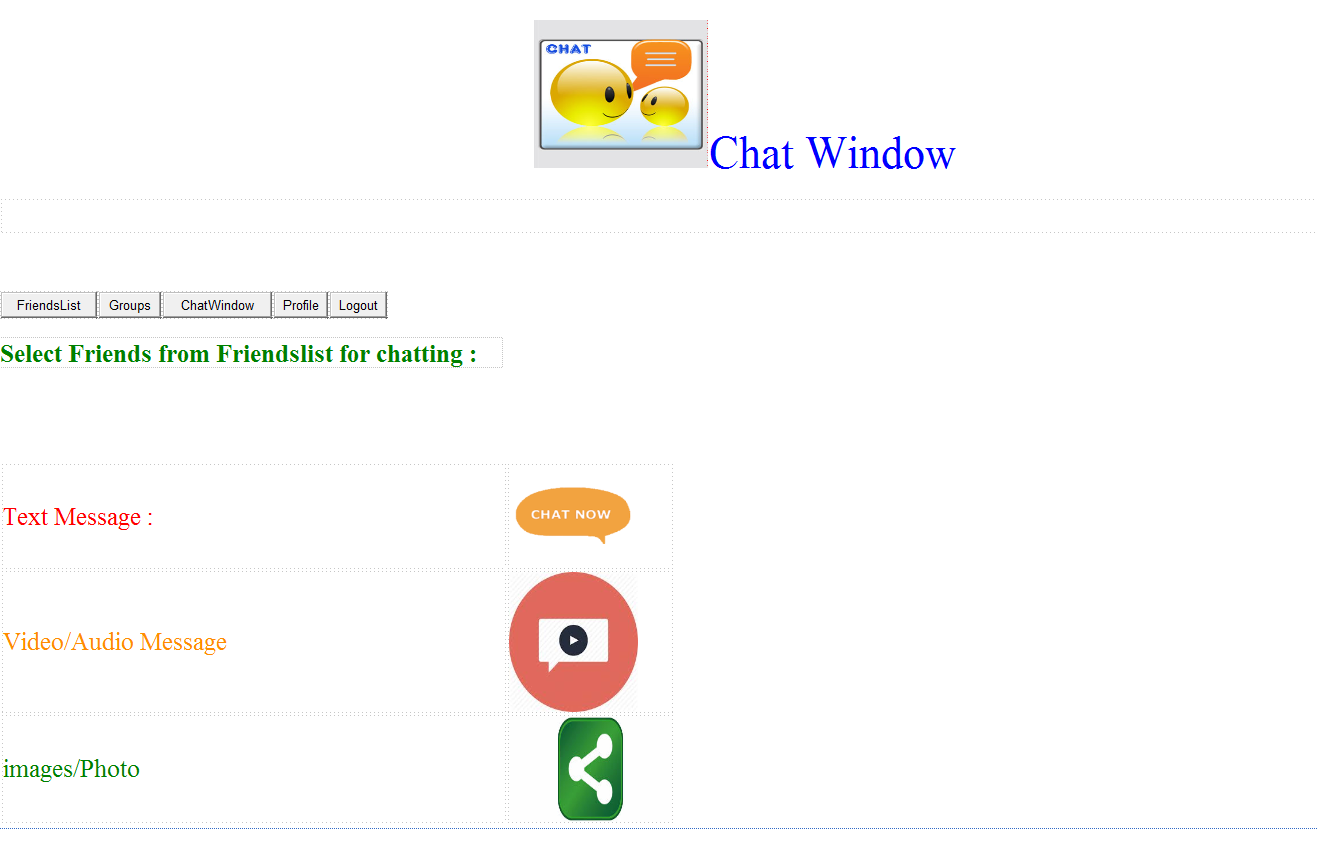 CHAT
Chat Window
FriendsList Groups ChatWindow Profile Logout
Select Friends from Friendslist for chatting :
Text Message :
CHAT NOW
Video/Audio Message
images/Photo